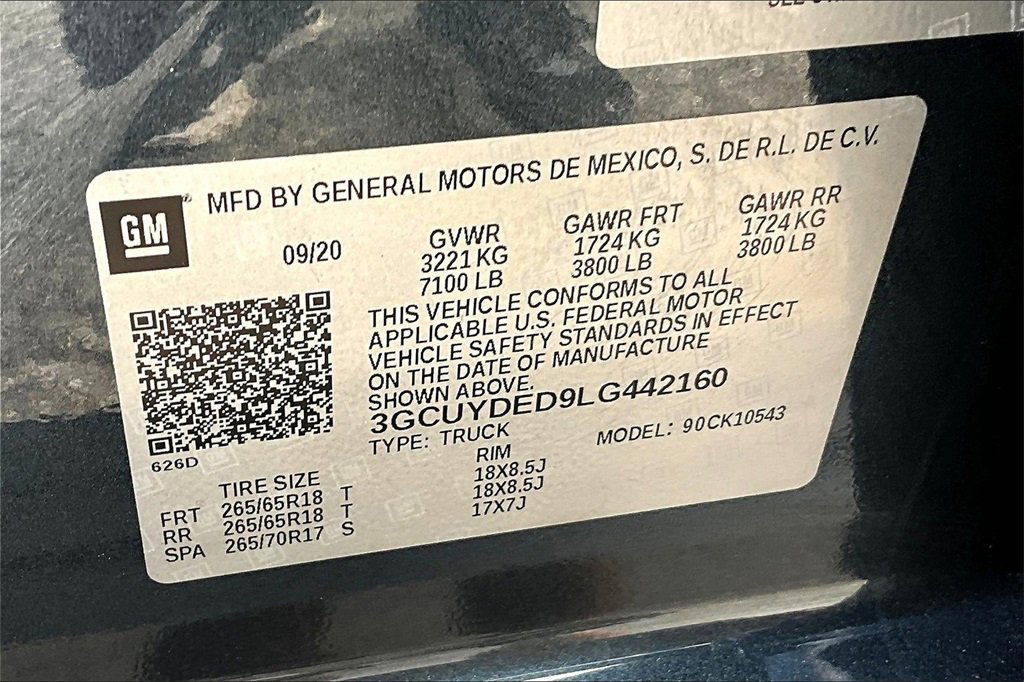 GM
MFD BY GENERAL MOTORS DE MEXICO, S. DE R.L. DE C.V.
09/20
GVWR
3221 KG
7100 LB
GAWR FRT
1724 KG
3800 LB
GAWR RR
1724 KG
3800 LB
THIS VEHICLE CONFORMS TO ALL
APPLICABLE U.S. FEDERAL MOTOR
VEHICLE SAFETY STANDARDS IN EFFECT
ON THE DATE OF MANUFACTURE
SHOWN ABOVE.
3GCUYDED9LG442160
TYPE: TRUCK
MODEL: 90CK10543
626D
TIRE SIZE RIM
FRT 265/65R18 T 18X8.5J
RR 265/65R18 T 18X8.5J
SPA 265/70R17 S 17X7J